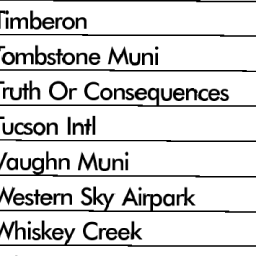 Timberon
Tombstone Muni
Truth Or Consequences
Tucson Intl
Vaughn Muni
Western Sky Airpark
Whiskey Creek